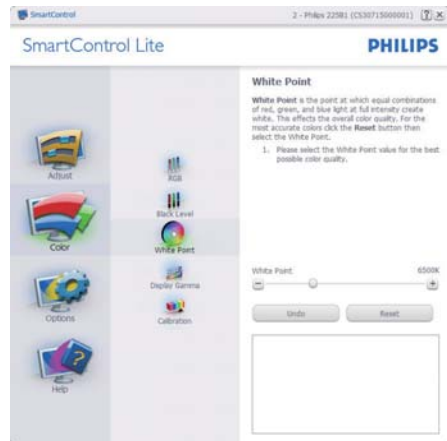 SmartControl
2 - Philips 225B1 (CS30715000001)
SmartControl Lite
PHILIPS
Adjust
Color
Options
Help
RGB
Black Level
White Point
Display Gamma
Calibration
White Point
White Point is the point at which equal combinations
of red, green, and blue light at full intensity create
white. This effects the overall color quality. For the
most accurate colors click the Reset button then
select the White Point.
1. Please select the White Point value for the best
possible color quality.
White Point 6500K
Undo Reset